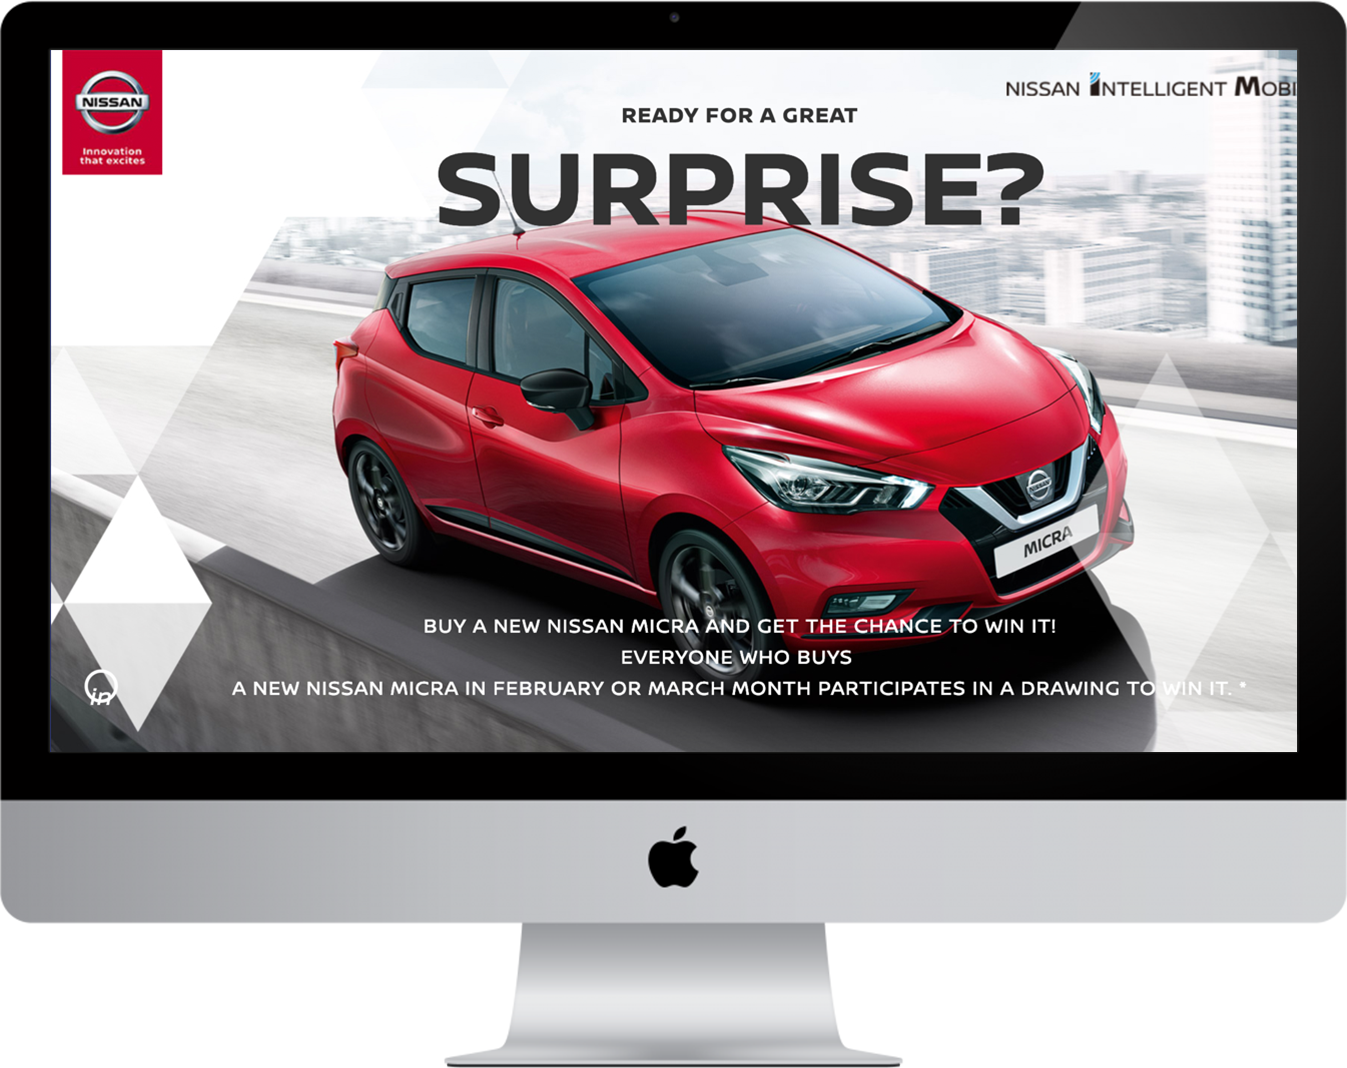 NISSAN
Innovation
that excites
NISSAN INTELLIGENT MOBI
READY FOR A GREAT
SURPRISE?
NISSAN
MICRA
BUY A NEW NISSAN MICRA AND GET THE CHANCE TO WIN IT!
EVERYONE WHO BUYS
A NEW NISSAN MICRA IN FEBRUARY OR MARCH MONTH PARTICIPATES IN A DRAWING TO WIN IT. *
in